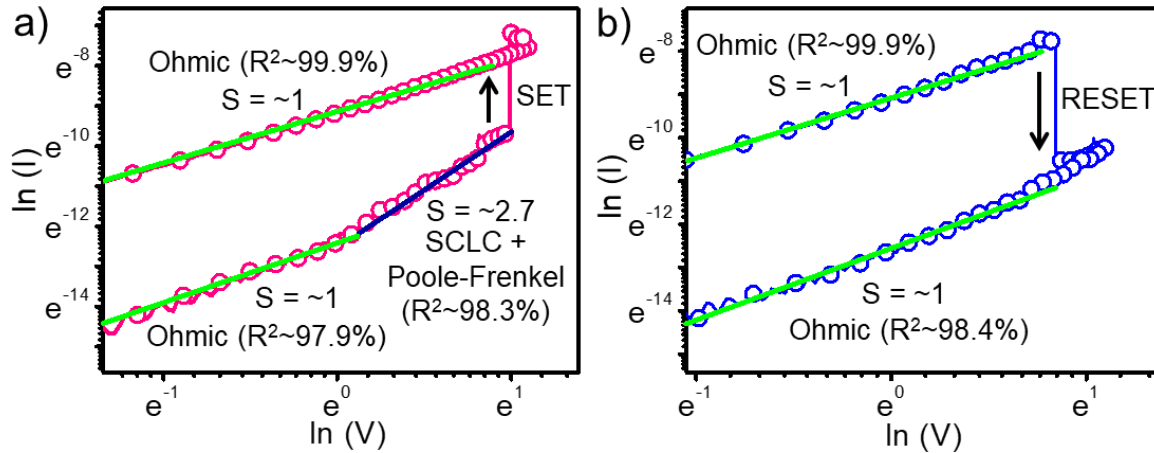 a)
ln (I)
e⁻⁸
e⁻¹⁰
e⁻¹²
e⁻¹⁴
Ohmic (R²~99.9%)
S = ~1
SET
S = ~2.7
SCLC +
Poole-Frenkel
(R²~98.3%)
S = ~1
Ohmic (R²~97.9%)
e⁻¹
e⁰
e¹
ln (V)
b)
ln (I)
e⁻⁸
e⁻¹⁰
e⁻¹²
e⁻¹⁴
Ohmic (R²~99.9%)
S = ~1
RESET
S = ~1
Ohmic (R²~98.4%)
e⁻¹
e⁰
e¹
ln (V)